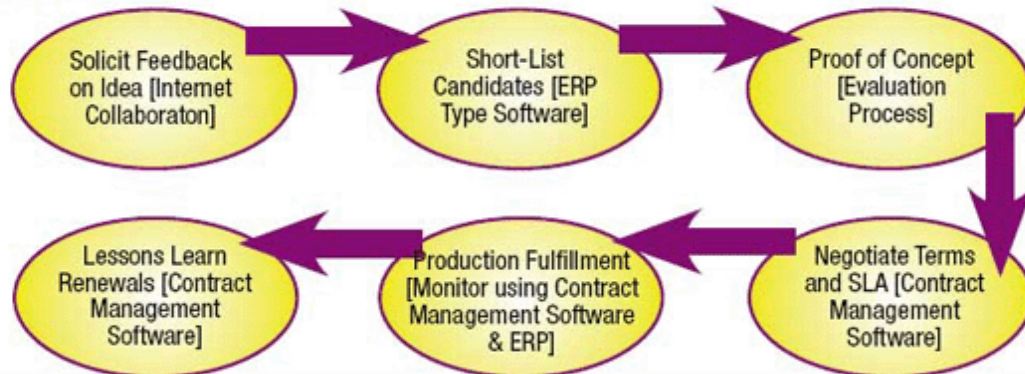 Solicit Feedback
on Idea [Internet
Collaboraton]
Short-List
Candidates [ERP
Type Software]
Proof of Concept
[Evaluation
Process]
Negotiate Terms
and SLA [Contract
Management
Software]
Production Fulfillment
[Monitor using Contract
Management Software
& ERP]
Lessons Learn
Renewals [Contract
Management
Software]